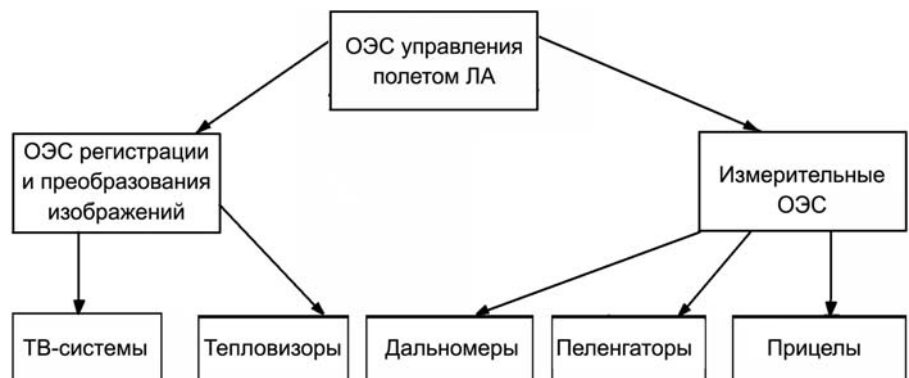 ОЭС управления
полетом ЛА
ОЭС регистрации
и преобразования
изображений
Измерительные
ОЭС
ТВ-системы
Тепловизоры
Дальномеры
Пеленгаторы
Прицелы